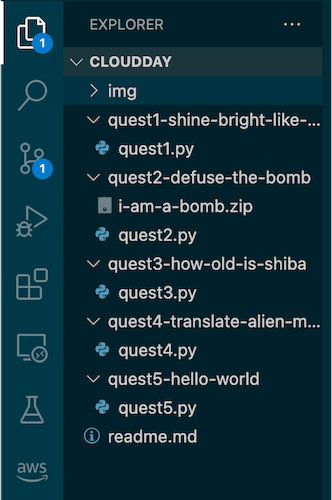 EXPLORER
CLOUDDAY
img
quest1-shine-bright-like-...
quest1.py
quest2-defuse-the-bomb
i-am-a-bomb.zip
quest2.py
quest3-how-old-is-shiba
quest3.py
quest4-translate-alien-m...
quest4.py
quest5-hello-world
quest5.py
readme.md
1
1
aws